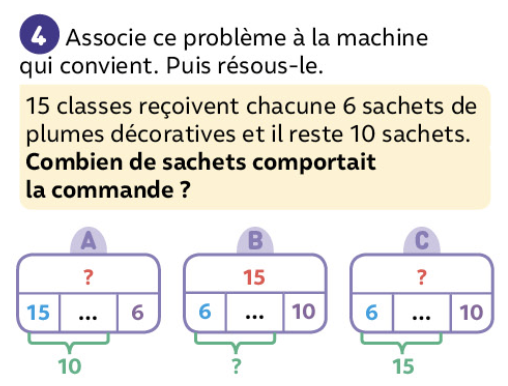 4 Associe ce problème à la machine
qui convient. Puis résous-le.
15 classes reçoivent chacune 6 sachets de
plumes décoratives et il reste 10 sachets.
Combien de sachets comportait
la commande ?
A B C
? 15 ?
15 ... 6 6 ... 10 6 ... 10
10 ? 15